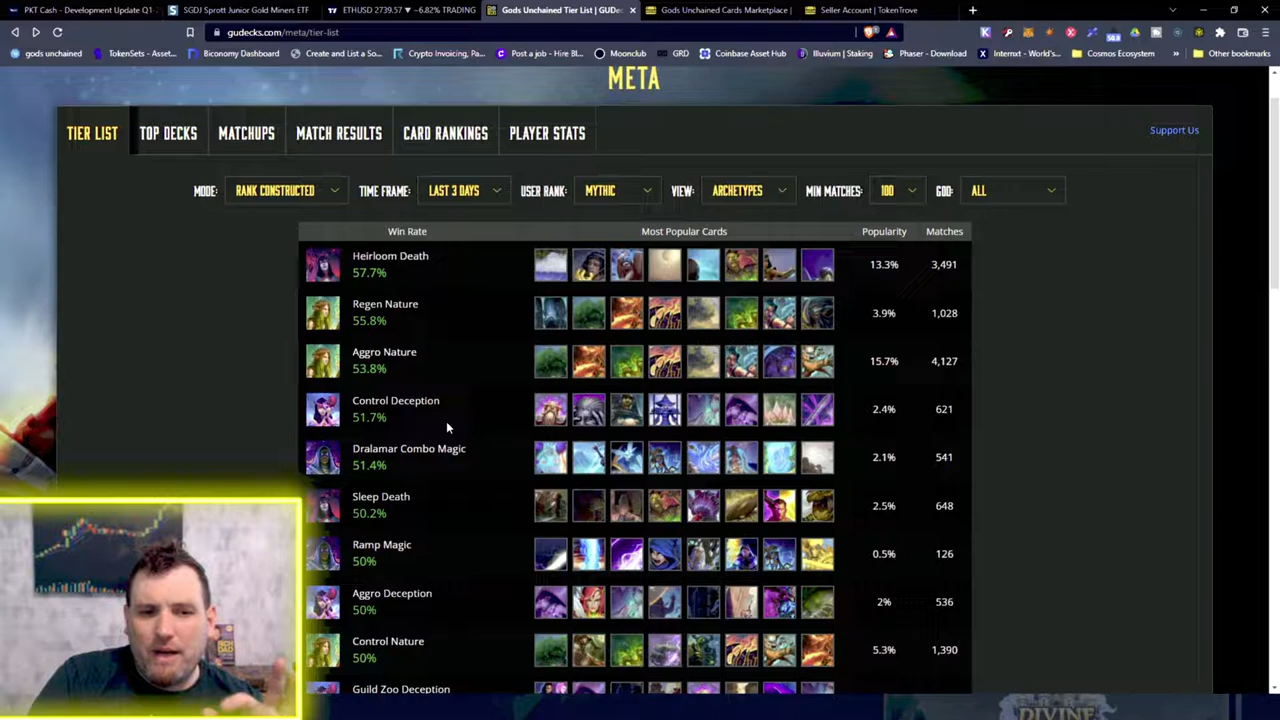 PKT Cash - Development Update Q1
SGDJ Sprott Junior Gold Miners ETF
ETHUSD 2739.57 ▼ −6.82% TRADING
Gods Unchained Tier List | GUDec
Gods Unchained Cards Marketplace |
Seller Account | TokenTrove
gudecks.com/meta/tier-list
gods unchained
TokenSets - Asset...
Biconomy Dashboard
Create and List a So...
Crypto Invoicing, Pa...
Post a job - Hire Bl...
Moonclub
GRD
Coinbase Asset Hub
Illuvium | Staking
Phaser - Download
Internxt - World's...
Cosmos Ecosystem
Other bookmarks
META
TIER LIST TOP DECKS MATCHUPS MATCH RESULTS CARD RANKINGS PLAYER STATS
Support Us
MODE: RANK CONSTRUCTED TIME FRAME: LAST 3 DAYS USER RANK: MYTHIC VIEW: ARCHETYPES MIN MATCHES: 100 GOD: ALL
Win Rate Most Popular Cards Popularity Matches
Heirloom Death
57.7% 13.3% 3,491
Regen Nature
55.8% 3.9% 1,028
Aggro Nature
53.8% 15.7% 4,127
Control Deception
51.7% 2.4% 621
Dralamar Combo Magic
51.4% 2.1% 541
Sleep Death
50.2% 2.5% 648
Ramp Magic
50% 0.5% 126
Aggro Deception
50% 2% 536
Control Nature
50% 5.3% 1,390
Guild Zoo Deception
DIVINE